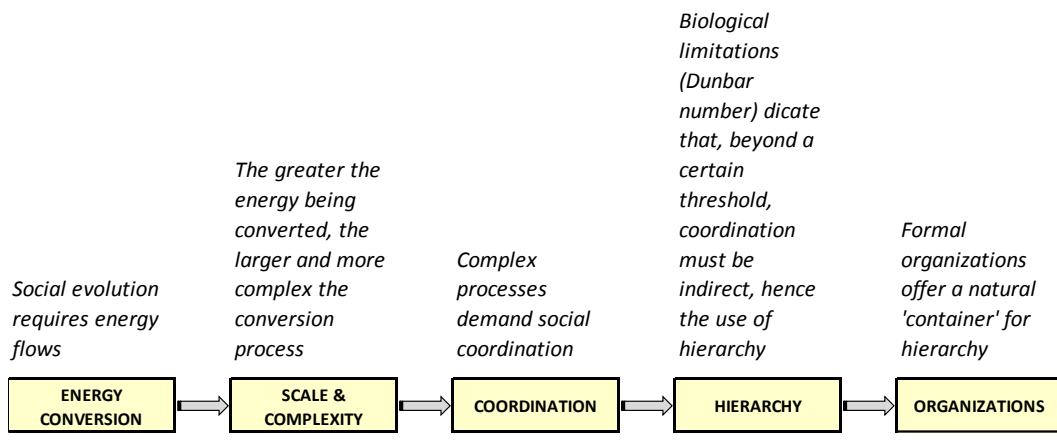 Social evolution
requires energy
flows
ENERGY
CONVERSION
The greater the
energy being
converted, the
larger and more
complex the
conversion
process
SCALE &
COMPLEXITY
Complex
processes
demand social
coordination
COORDINATION
Biological
limitations
(Dunbar
number) dicate
that, beyond a
certain
threshold,
coordination
must be
indirect, hence
the use of
hierarchy
HIERARCHY
Formal
organizations
offer a natural
'container' for
hierarchy
ORGANIZATIONS